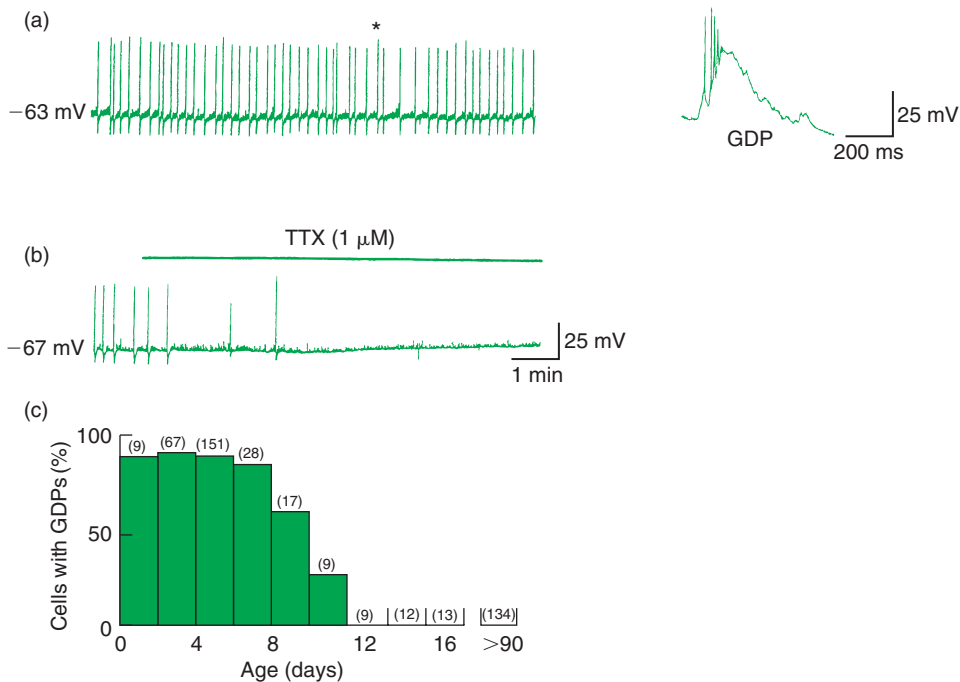 (a)
*
−63 mV
GDP
25 mV
200 ms
(b)
TTX (1 μM)
−67 mV
25 mV
1 min
(c)
Cells with GDPs (%)
100
50
0
(9) (67) (151) (28) (17) (9) (9) (12) (13) (134)
0 4 8 12 16 >90
Age (days)